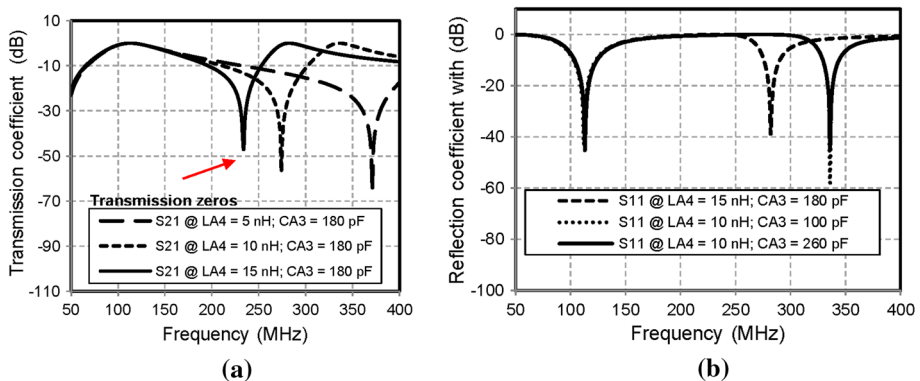 10
-10
-30
-50
-70
-90
-110
Transmission coefficient (dB)
Transmission zeros
S21 @ LA4 = 5 nH; CA3 = 180 pF
S21 @ LA4 = 10 nH; CA3 = 180 pF
S21 @ LA4 = 15 nH; CA3 = 180 pF
50 100 150 200 250 300 350 400
Frequency (MHz)
(a)
0
-20
-40
-60
-80
-100
Reflection coefficient with (dB)
S11 @ LA4 = 15 nH; CA3 = 180 pF
S11 @ LA4 = 10 nH; CA3 = 100 pF
S11 @ LA4 = 10 nH; CA3 = 260 pF
50 100 150 200 250 300 350 400
Frequency (MHz)
(b)